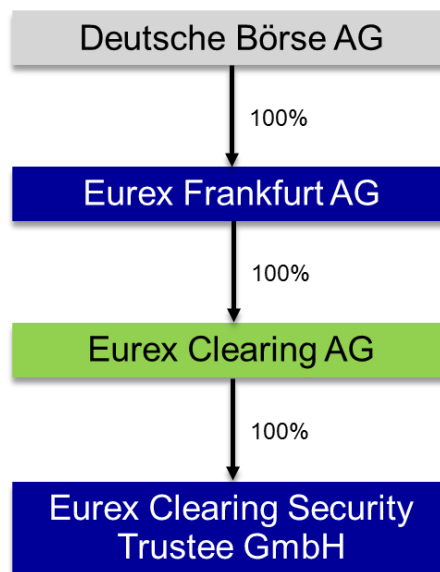 Deutsche Börse AG
100%
Eurex Frankfurt AG
100%
Eurex Clearing AG
100%
Eurex Clearing Security
Trustee GmbH